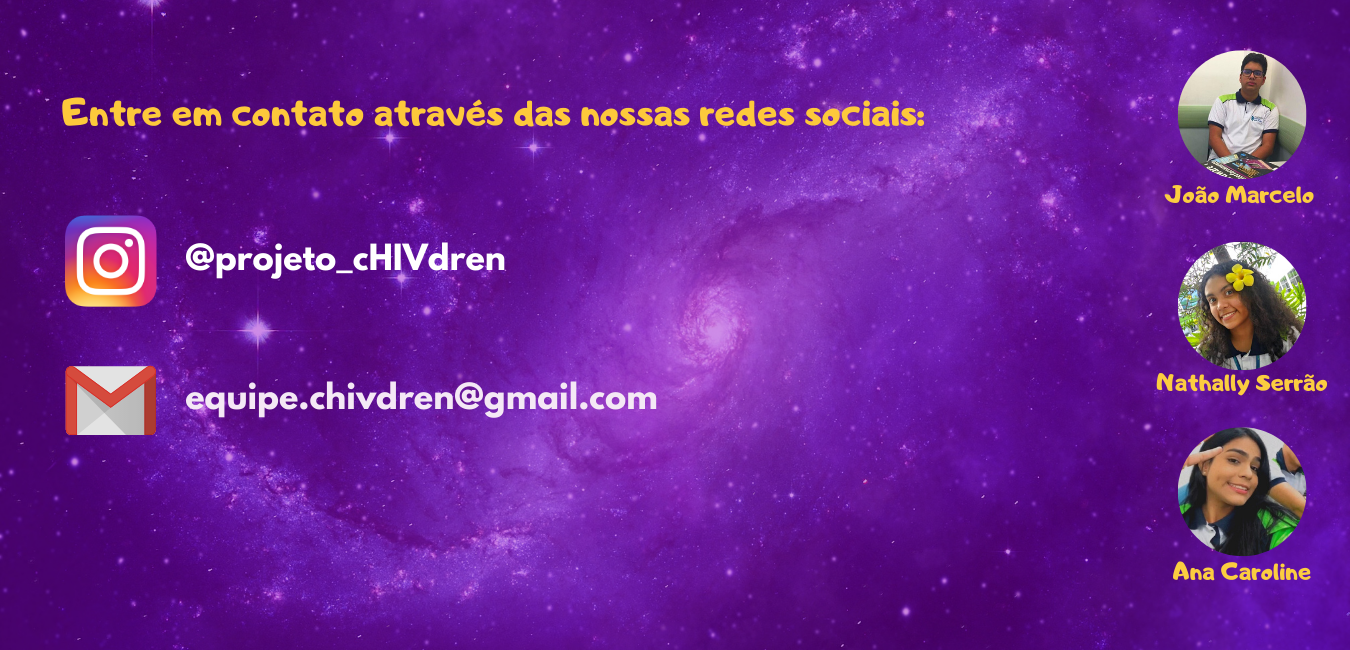 Entre em contato através das nossas redes sociais:
@projeto_cHIVdren
equipe.chivdren@gmail.com
João Marcelo
Nathally Serrão
Ana Caroline